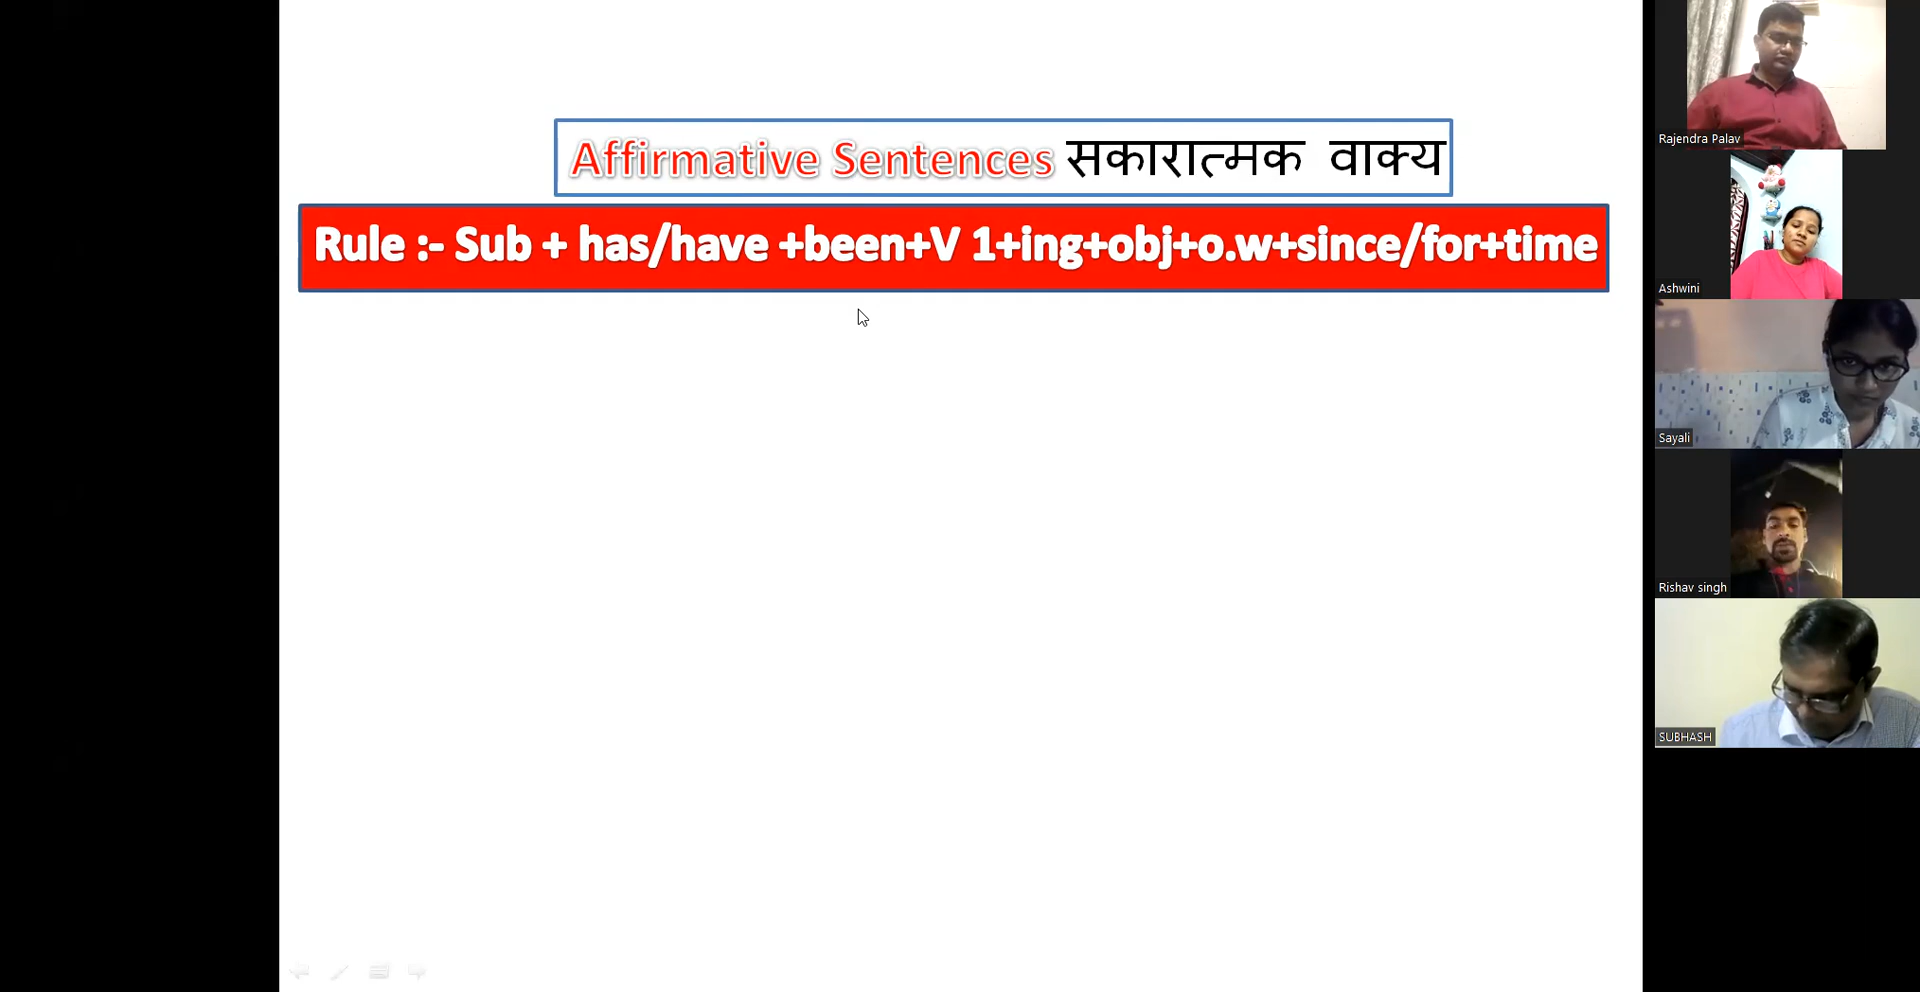 Affirmative Sentences सकारात्मक वाक्य
Rule :- Sub + has/have +been+V 1+ing+obj+o.w+since/for+time
Rajendra Palav
Ashwini
Sayali
Rishav singh
SUBHASH